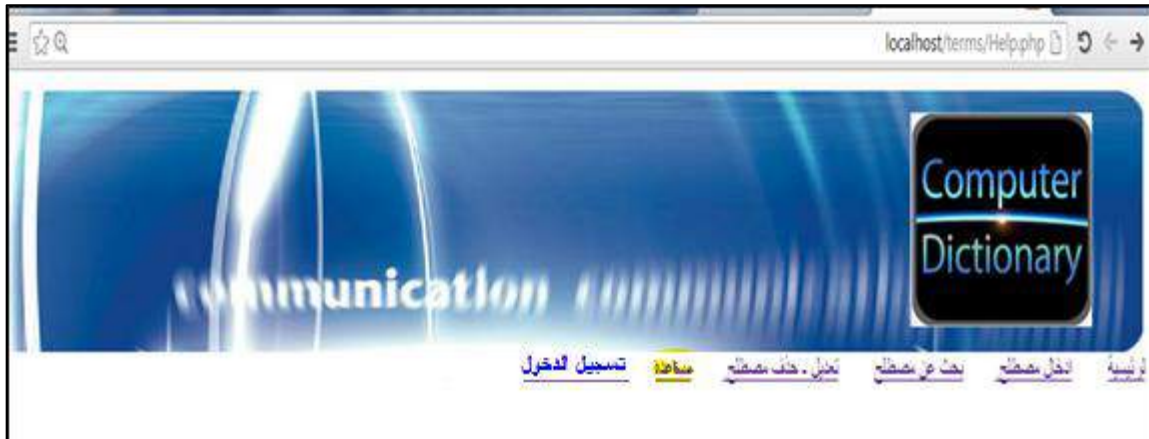 localhost/terms/Help.php
Computer
Dictionary
communication
الرئيسية ادخال مصطلح بحث عن مصطلح تعديل - حذف مصطلح مساعدة تسجيل الدخول